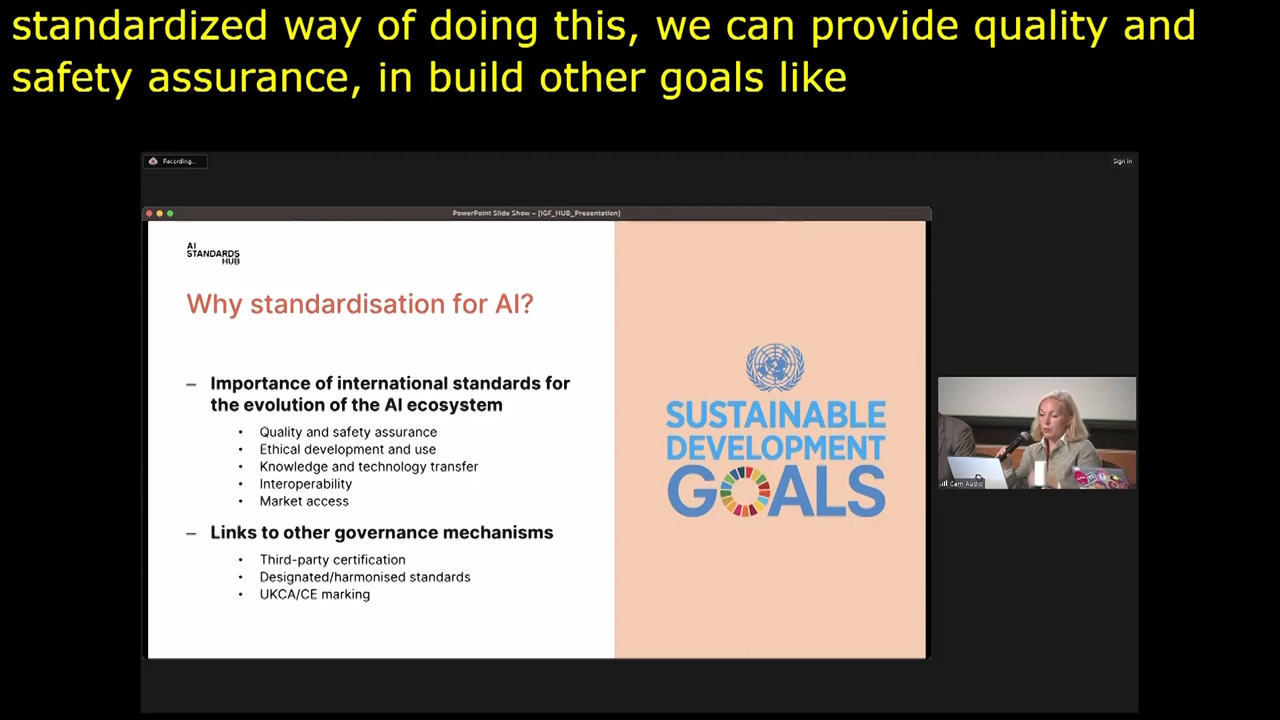 standardized way of doing this, we can provide quality and
safety assurance, in build other goals like
Recording...
Sign in
PowerPoint Slide Show – [IGF_HUB_Presentation]
AI
STANDARDS
HUB
Why standardisation for AI?
– Importance of international standards for
the evolution of the AI ecosystem
• Quality and safety assurance
• Ethical development and use
• Knowledge and technology transfer
• Interoperability
• Market access
– Links to other governance mechanisms
• Third-party certification
• Designated/harmonised standards
• UKCA/CE marking
SUSTAINABLE
DEVELOPMENT
GOALS
Cam Audio